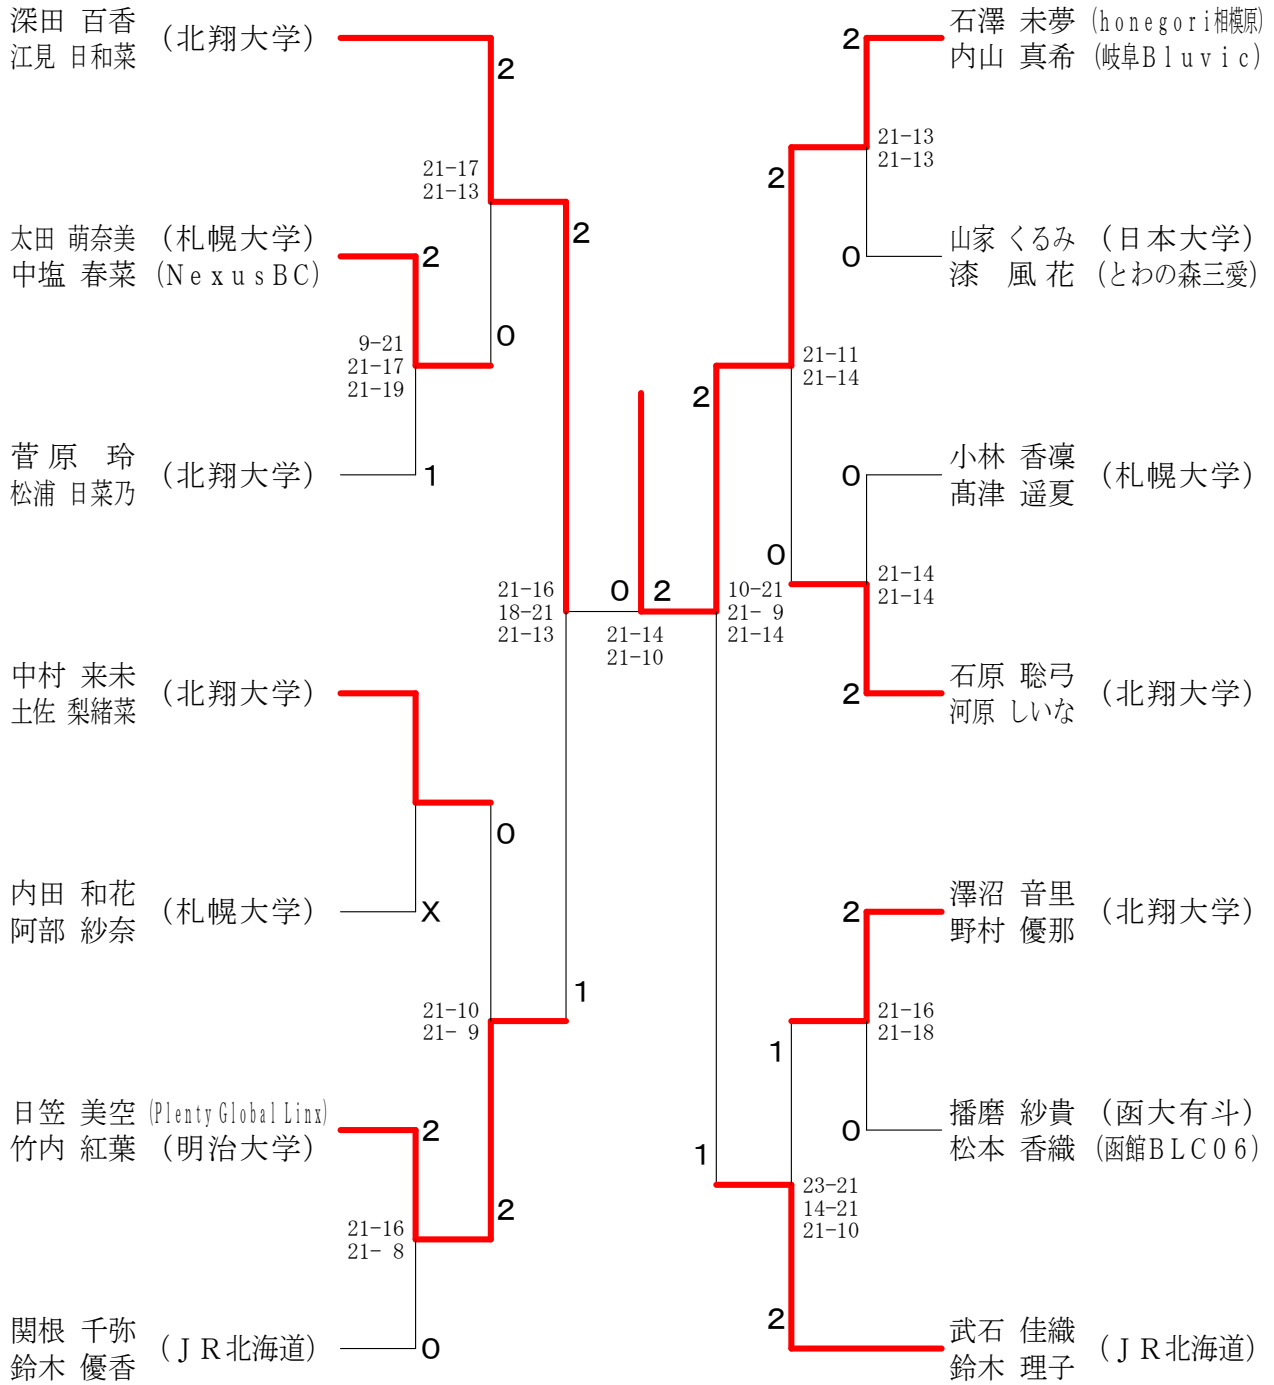 深田 百香 (北翔大学)
江見 日和菜
2
21-17
21-13
太田 萌奈美 (札幌大学)
中塩 春菜 (NexusBC)
2
2
0
9-21
21-17
21-19
菅原 玲 (北翔大学)
松浦 日菜乃
1
21-16
18-21
21-13
中村 来未 (北翔大学)
土佐 梨緒菜
0
内田 和花 (札幌大学)
阿部 紗奈
X
21-10
21- 9
1
日笠 美空 (Plenty Global Linx)
竹内 紅葉 (明治大学)
2
2
21-16
21- 8
関根 千弥 (JR北海道)
鈴木 優香
0
0 2
21-14
21-10
石澤 未夢 (honegori相模原)
内山 真希 (岐阜Bluvic)
2
21-13
21-13
2
山家 くるみ (日本大学)
漆 風花 (とわの森三愛)
0
21-11
21-14
2
小林 香凜 (札幌大学)
髙津 遥夏
0
0
21-14
21-14
10-21
21- 9
21-14
石原 聡弓 (北翔大学)
河原 しいな
2
澤沼 音里 (北翔大学)
野村 優那
2
21-16
21-18
1
播磨 紗貴 (函大有斗)
松本 香織 (函館BLC06)
0
1
23-21
14-21
21-10
2
武石 佳織 (JR北海道)
鈴木 理子